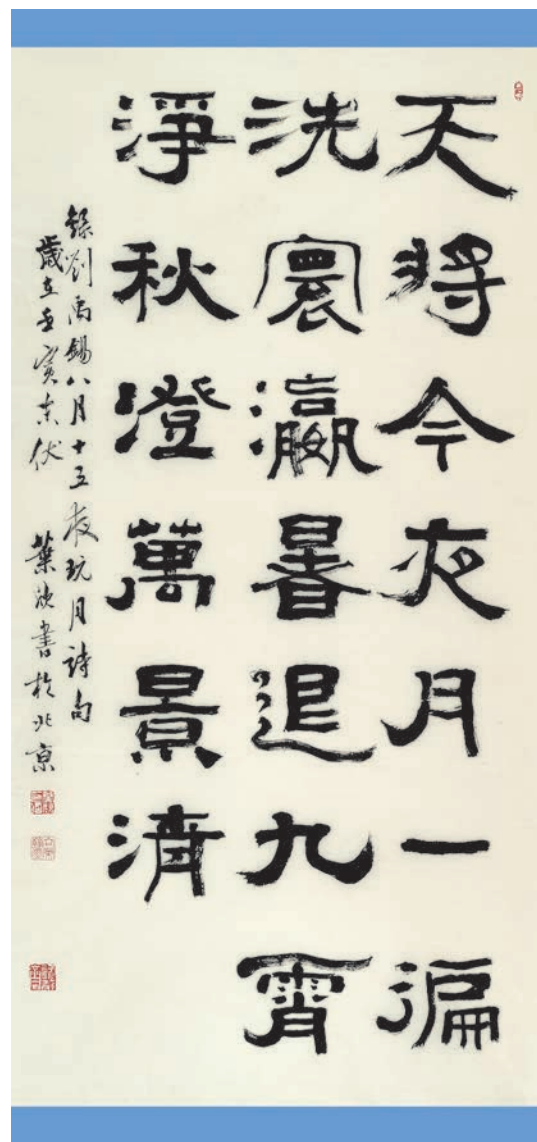 天将今夜月一徧
洗寰瀛暑退九霄
淨秋澄萬景清
錄劉禹錫八月十五夜玩月詩句
歲在壬寅末伏 葉欣書於北京